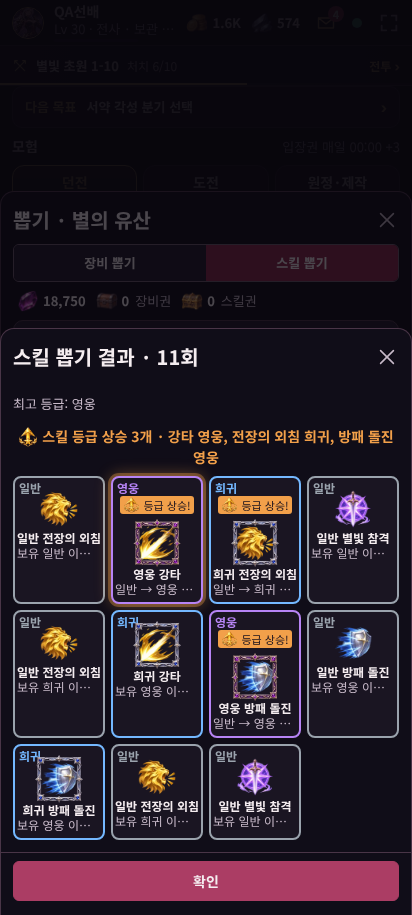 QA선배
Lv 30 · 전사 · 보관
1.6K
574
별빛 초원 1-10 처치 6/10
전투 ›
다음 목표 서약 각성 분기 선택 ›
모험
입장권 매일 00:00 +3
던전
도전
원정·제작
뽑기 · 별의 유산
장비 뽑기
스킬 뽑기
18,750
0 장비권
0 스킬권
스킬 뽑기 결과 · 11회
최고 등급: 영웅
스킬 등급 상승 3개 · 강타 영웅, 전장의 외침 희귀, 방패 돌진
영웅
일반
일반 전장의 외침
보유 일반 이…
영웅
등급 상승!
영웅 강타
일반 → 영웅 …
희귀
등급 상승!
희귀 전장의 외침
일반 → 희귀 …
일반
일반 별빛 참격
보유 일반 이…
일반
일반 전장의 외침
보유 희귀 이…
희귀
희귀 강타
보유 영웅 이…
영웅
등급 상승!
영웅 방패 돌진
일반 → 영웅 …
일반
일반 방패 돌진
보유 영웅 이…
희귀
희귀 방패 돌진
보유 영웅 이…
일반
일반 전장의 외침
보유 희귀 이…
일반
일반 별빛 참격
보유 일반 이…
확인